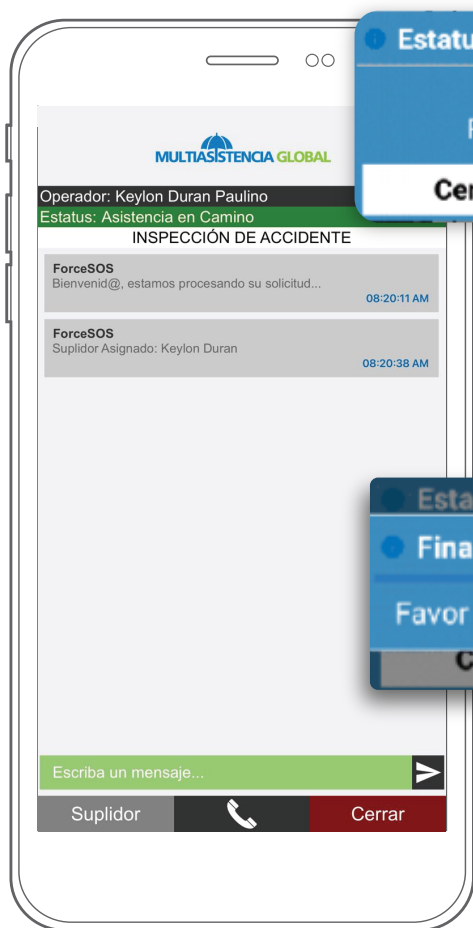 Estatu
MULTIASISTENCIA GLOBAL
Cer
Operador: Keylon Duran Paulino
Estatus: Asistencia en Camino
INSPECCIÓN DE ACCIDENTE
ForceSOS
Bienvenid@, estamos procesando su solicitud...
08:20:11 AM
ForceSOS
Suplidor Asignado: Keylon Duran
08:20:38 AM
Esta
Fina
Favor
C
Escriba un mensaje...
Suplidor
Cerrar